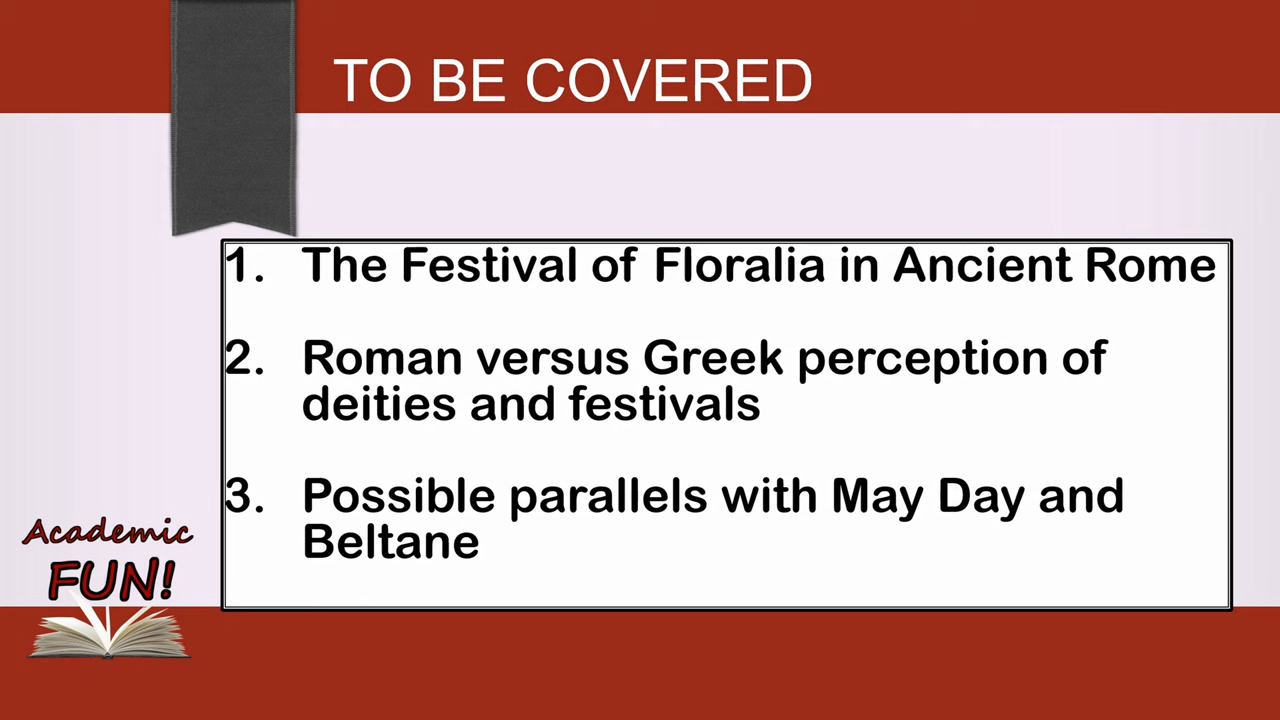 TO BE COVERED
1. The Festival of Floralia in Ancient Rome
2. Roman versus Greek perception of
deities and festivals
3. Possible parallels with May Day and
Beltane
Academic
FUN!